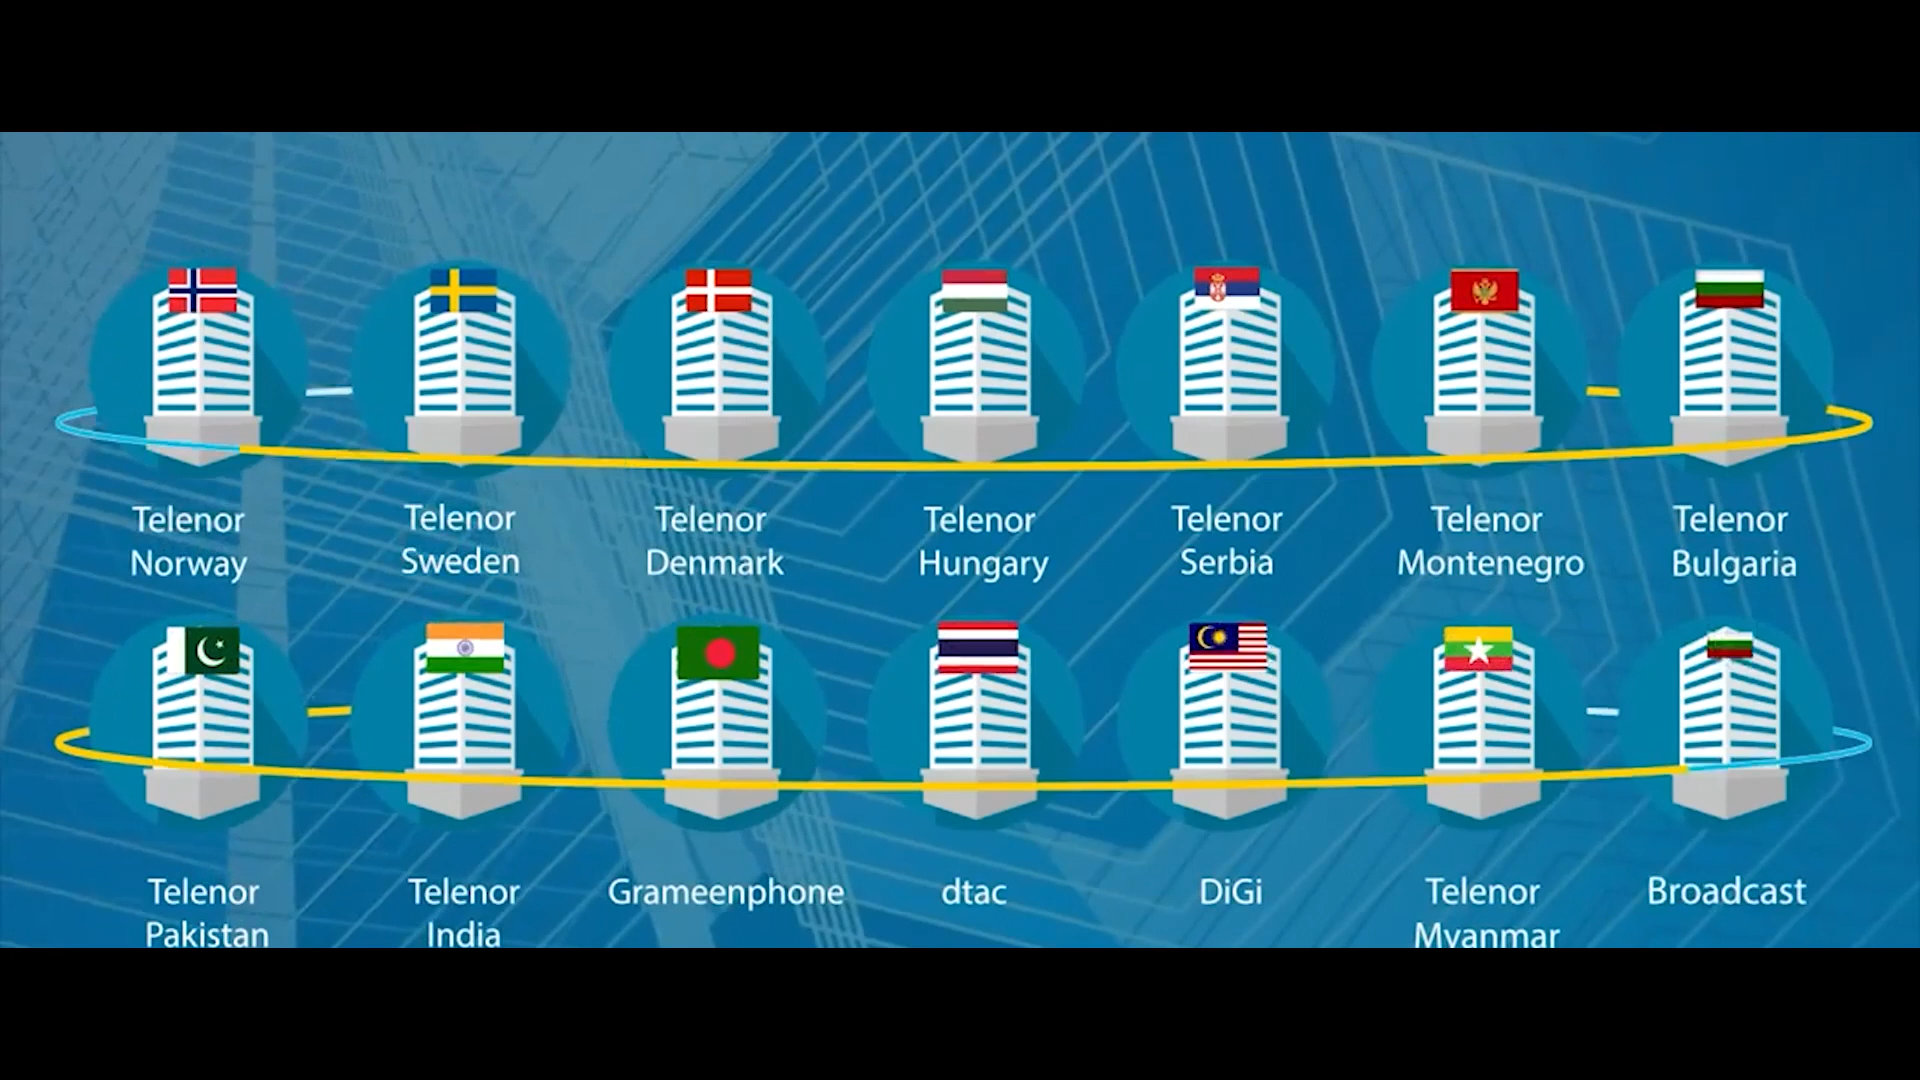 Telenor Norway
Telenor Sweden
Telenor Denmark
Telenor Hungary
Telenor Serbia
Telenor Montenegro
Telenor Bulgaria
Telenor Pakistan
Telenor India
Grameenphone
dtac
DiGi
Telenor Myanmar
Broadcast